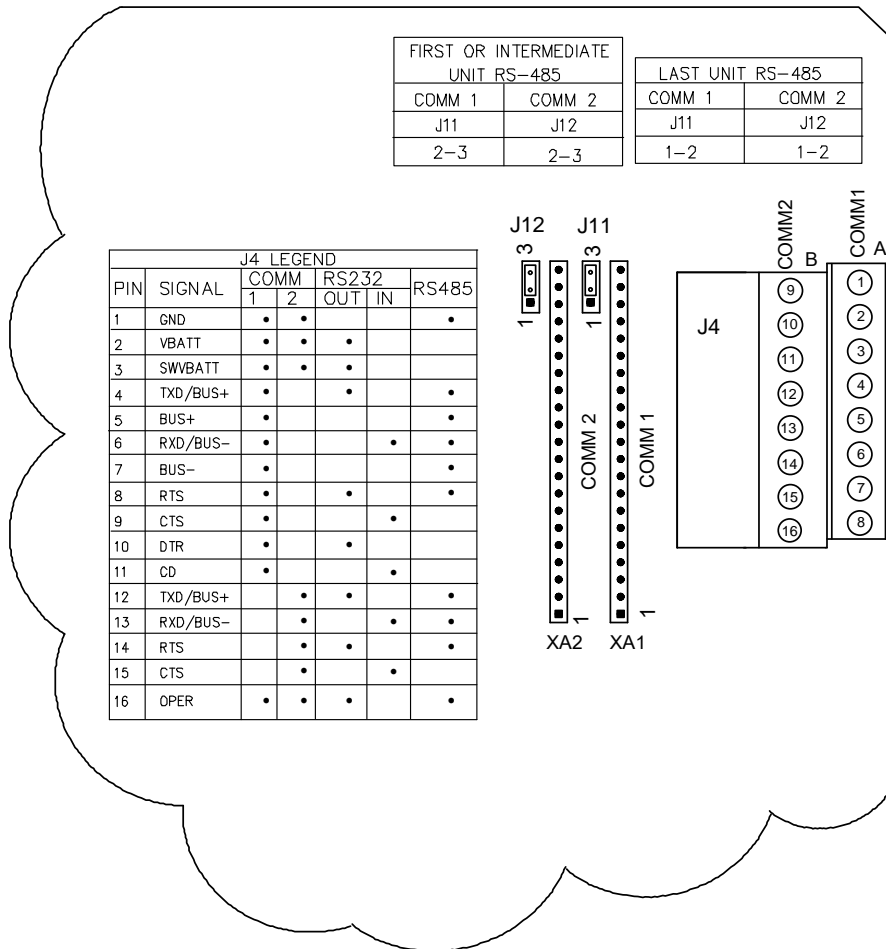 FIRST OR INTERMEDIATE
UNIT RS-485
COMM 1 COMM 2
J11 J12
2-3 2-3
LAST UNIT RS-485
COMM 1 COMM 2
J11 J12
1-2 1-2
J4 LEGEND
PIN SIGNAL COMM RS232 RS485
1 2 OUT IN
1 GND • • •
2 VBATT • • •
3 SWVBATT • • •
4 TXD/BUS+ • • •
5 BUS+ • •
6 RXD/BUS- • • •
7 BUS- • •
8 RTS • • •
9 CTS • •
10 DTR • •
11 CD • •
12 TXD/BUS+ • • •
13 RXD/BUS- • • •
14 RTS • • •
15 CTS • •
16 OPER • • • •
J12 J11
3 3
1 1
COMM 2
COMM 1
1 1
XA2 XA1
COMM2
COMM1
B A
J4
9
10
11
12
13
14
15
16
1
2
3
4
5
6
7
8